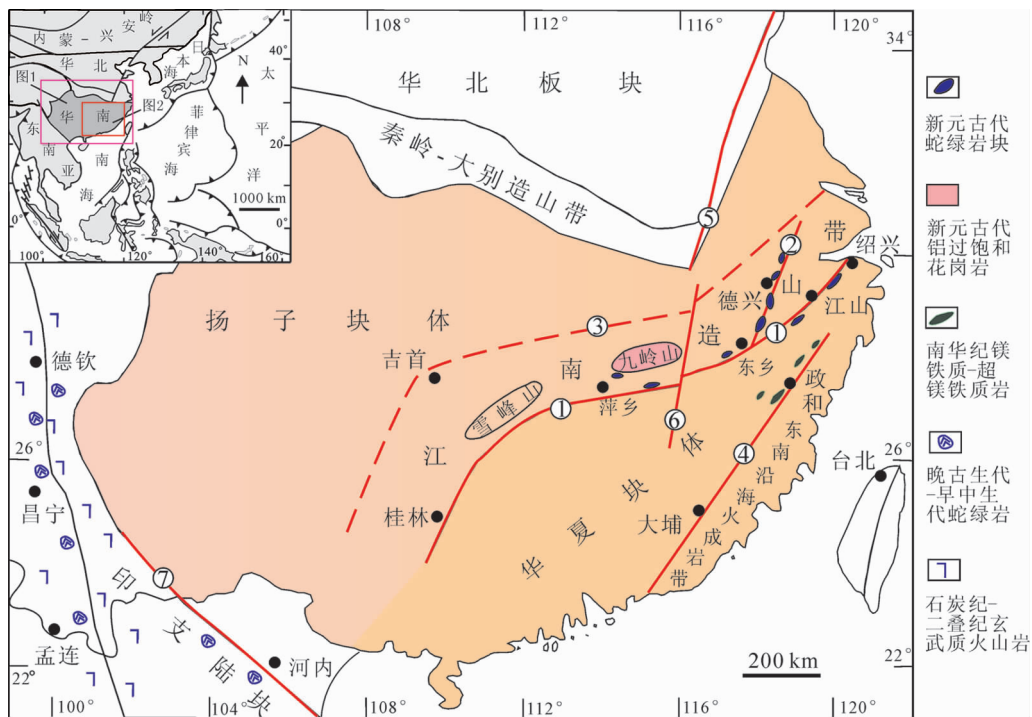 108°
112°
116°
120°
34°
内蒙-兴安岭
日本海
华北
图1
图2
华南
东南亚
南海
菲律宾海
太平洋
N
40°
20°
0°
0°
1000 km
100°
120°
140°
160°
华北板块
秦岭-大别造山带
⑤
②
带
绍兴
山
德兴
江山
扬子块体
③
造
①
吉首
九岭山
东乡
南
政和
德钦
雪峰山
①
萍乡
⑥
体
④
26°
江
26°
东南沿海火成岩带
台北
昌宁
桂林
块
大埔
夏
华
⑦
印支陆块
孟连
河内
22°
200 km
22°
100°
104°
108°
112°
116°
120°
新元古代
蛇绿岩块
新元古代
铝过饱和
花岗岩
南华纪镁
铁质-超
镁铁质岩
晚古生代
-早中生
代蛇绿岩
石炭纪-
二叠纪玄
武质火山岩